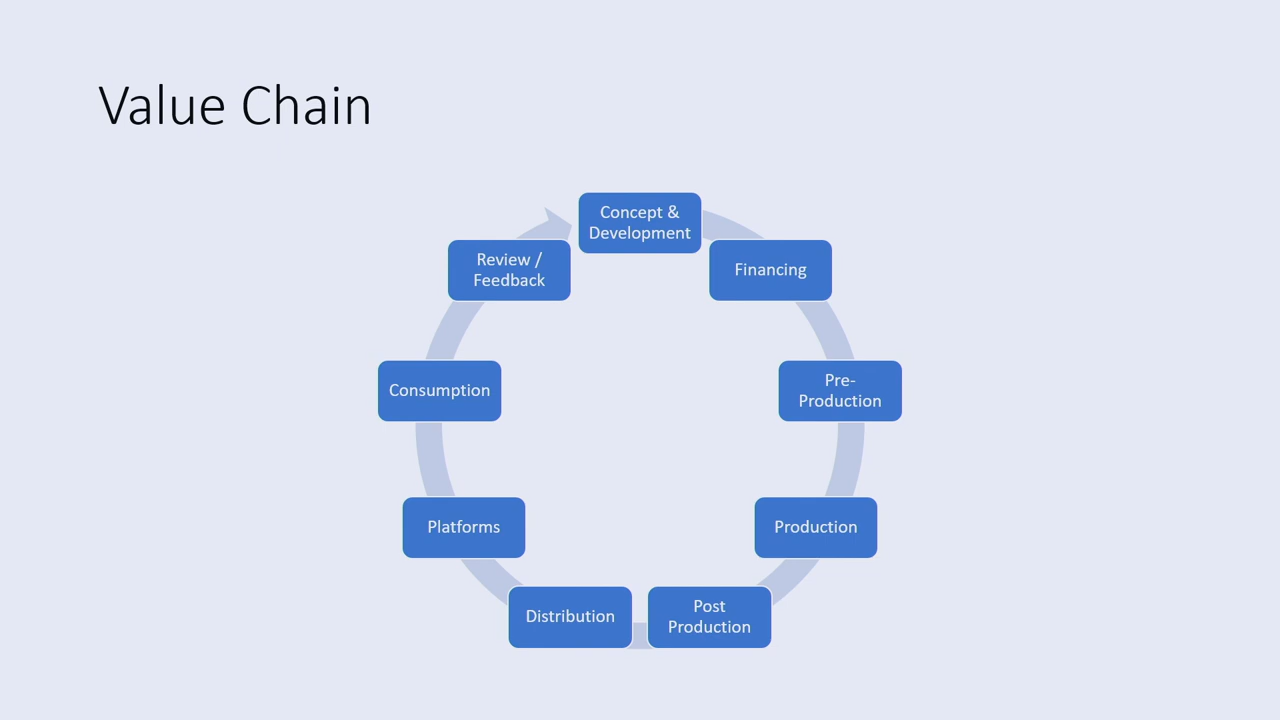 Value Chain
Concept &
Development
Financing
Pre-
Production
Production
Post
Production
Distribution
Platforms
Consumption
Review /
Feedback